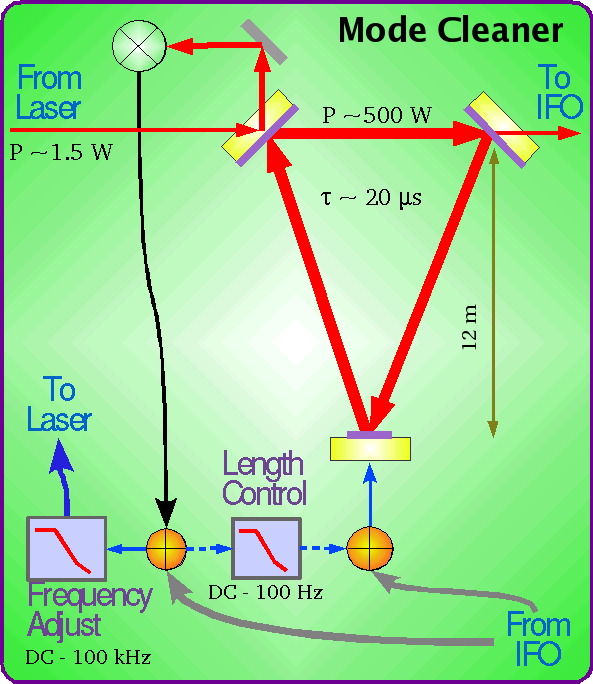 Mode Cleaner
From
Laser
To
IFO
P ~500 W
P ~1.5 W
τ ~ 20 µs
12 m
To
Laser
Length
Control
DC - 100 Hz
Frequency
Adjust
DC - 100 kHz
From
IFO